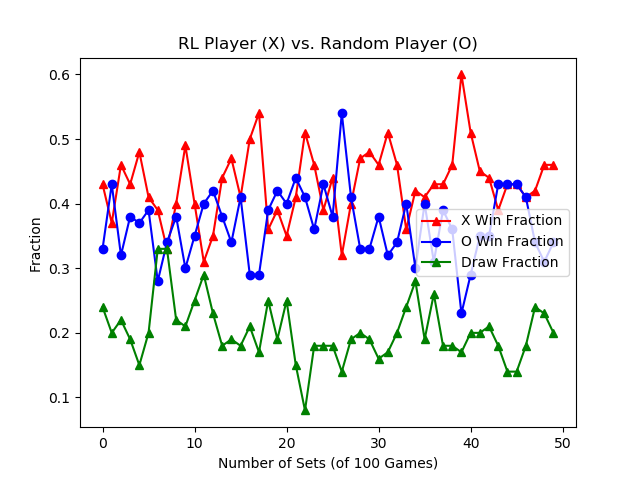 RL Player (X) vs. Random Player (O)
0.6
0.5
0.4
0.3
0.2
0.1
Fraction
X Win Fraction
O Win Fraction
Draw Fraction
0 10 20 30 40 50
Number of Sets (of 100 Games)